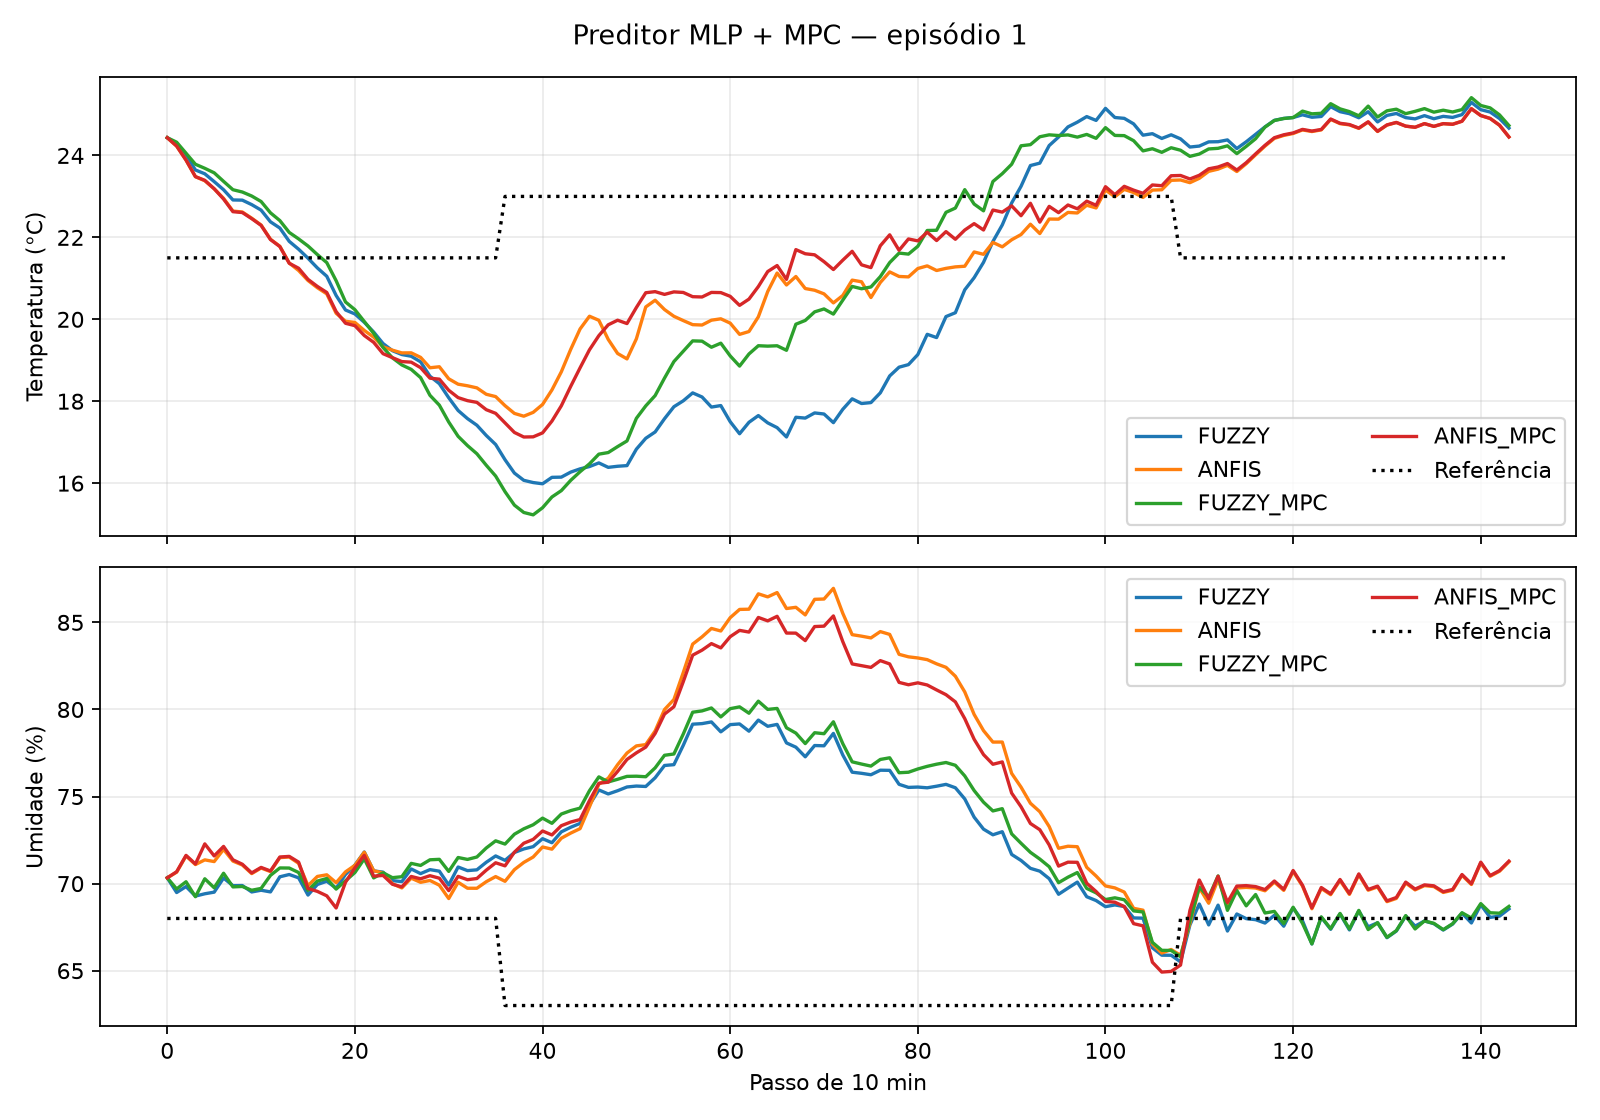 Preditor MLP + MPC — episódio 1
Temperatura (°C)
24
22
20
18
16
FUZZY
ANFIS
FUZZY_MPC
ANFIS_MPC
Referência
Umidade (%)
85
80
75
70
65
FUZZY
ANFIS
FUZZY_MPC
ANFIS_MPC
Referência
0 20 40 60 80 100 120 140
Passo de 10 min